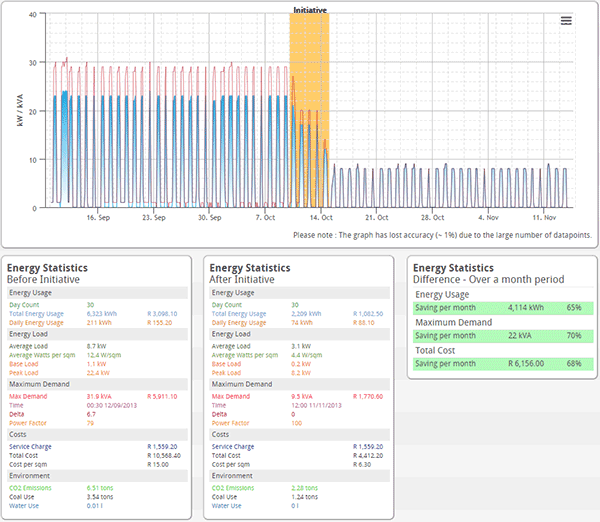 Initiative
40
30
20
10
0
kW / kVA
16. Sep
23. Sep
30. Sep
7. Oct
14. Oct
21. Oct
28. Oct
4. Nov
11. Nov
Please note : The graph has lost accuracy (~ 1%) due to the large number of datapoints.
Energy Statistics
Before Initiative
Energy Usage
Day Count 30
Total Energy Usage 6,323 kWh R 3,098.10
Daily Energy Usage 211 kWh R 155.20
Energy Load
Average Load 8.7 kW
Average Watts per sqm 12.4 W/sqm
Base Load 1.1 kW
Peak Load 22.4 kW
Maximum Demand
Max Demand 31.9 kVA R 5,911.10
Time 00:30 12/09/2013
Delta 6.7
Power Factor 79
Costs
Service Charge R 1,559.20
Total Cost R 10,568.40
Cost per sqm R 15.00
Environment
CO2 Emissions 6.51 tons
Coal Use 3.54 tons
Water Use 0.01 l
Energy Statistics
After Initiative
Energy Usage
Day Count 30
Total Energy Usage 2,209 kWh R 1,082.50
Daily Energy Usage 74 kWh R 88.10
Energy Load
Average Load 3.1 kW
Average Watts per sqm 4.4 W/sqm
Base Load 0.2 kW
Peak Load 8.2 kW
Maximum Demand
Max Demand 9.5 kVA R 1,770.60
Time 12:00 11/11/2013
Delta 0
Power Factor 100
Costs
Service Charge R 1,559.20
Total Cost R 4,412.20
Cost per sqm R 6.30
Environment
CO2 Emissions 2.28 tons
Coal Use 1.24 tons
Water Use 0 l
Energy Statistics
Difference - Over a month period
Energy Usage
Saving per month 4,114 kWh 65%
Maximum Demand
Saving per month 22 kVA 70%
Total Cost
Saving per month R 6,156.00 68%